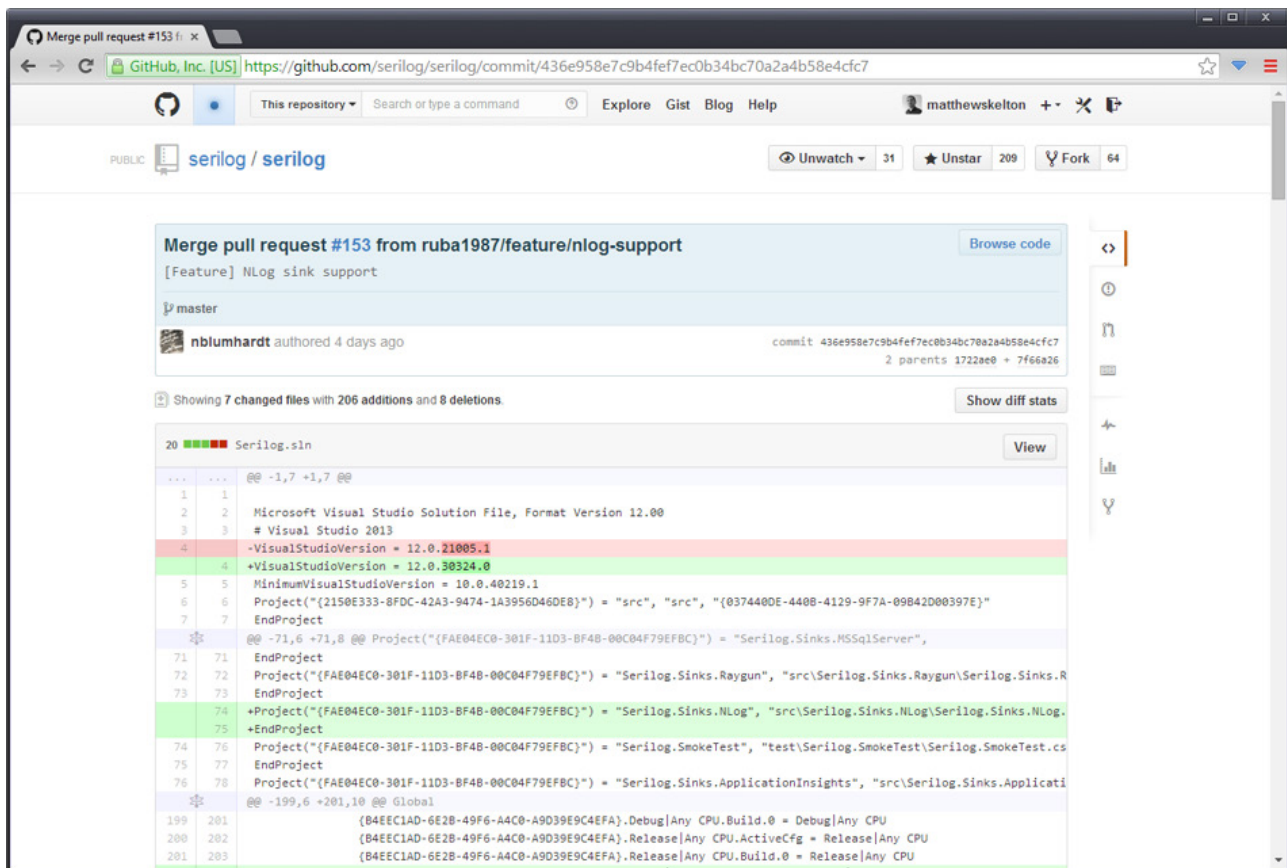 Merge pull request #153 f
GitHub, Inc. [US] https://github.com/serilog/serilog/commit/436e958e7c9b4fef7ec0b34bc70a2a4b58e4cfc7
This repository Search or type a command Explore Gist Blog Help matthewskelton
PUBLIC serilog / serilog Unwatch 31 Unstar 209 Fork 64
Merge pull request #153 from ruba1987/feature/nlog-support Browse code
[Feature] NLog sink support
master
nblumhardt authored 4 days ago commit 436e958e7c9b4fef7ec0b34bc70a2a4b58e4cfc7
2 parents 1722ae0 + 7f66a26
Showing 7 changed files with 206 additions and 8 deletions. Show diff stats
20 Serilog.sln View
... ... @@ -1,7 +1,7 @@
1 1
2 2 Microsoft Visual Studio Solution File, Format Version 12.00
3 3 # Visual Studio 2013
4 -VisualStudioVersion = 12.0.21005.1
4 +VisualStudioVersion = 12.0.30324.0
5 5 MinimumVisualStudioVersion = 10.0.40219.1
6 6 Project("{2150E333-8FDC-42A3-9474-1A3956D46DE8}") = "src", "src", "{037440DE-440B-4129-9F7A-09B42D00397E}"
7 7 EndProject
@@ -71,6 +71,8 @@ Project("{FAE04EC0-301F-11D3-BF4B-00C04F79EFBC}") = "Serilog.Sinks.MSSqlServer",
71 71 EndProject
72 72 Project("{FAE04EC0-301F-11D3-BF4B-00C04F79EFBC}") = "Serilog.Sinks.Raygun", "src\Serilog.Sinks.Raygun\Serilog.Sinks.R
73 73 EndProject
74 +Project("{FAE04EC0-301F-11D3-BF4B-00C04F79EFBC}") = "Serilog.Sinks.NLog", "src\Serilog.Sinks.NLog\Serilog.Sinks.NLog.
75 +EndProject
74 76 Project("{FAE04EC0-301F-11D3-BF4B-00C04F79EFBC}") = "Serilog.SmokeTest", "test\Serilog.SmokeTest\Serilog.SmokeTest.cs
75 77 EndProject
76 78 Project("{FAE04EC0-301F-11D3-BF4B-00C04F79EFBC}") = "Serilog.Sinks.ApplicationInsights", "src\Serilog.Sinks.Applicati
@@ -199,6 +201,10 @@ Global
199 201 {B4EEC1AD-6E2B-49F6-A4C0-A9D39E9C4EFA}.Debug|Any CPU.Build.0 = Debug|Any CPU
200 202 {B4EEC1AD-6E2B-49F6-A4C0-A9D39E9C4EFA}.Release|Any CPU.ActiveCfg = Release|Any CPU
201 203 {B4EEC1AD-6E2B-49F6-A4C0-A9D39E9C4EFA}.Release|Any CPU.Build.0 = Release|Any CPU